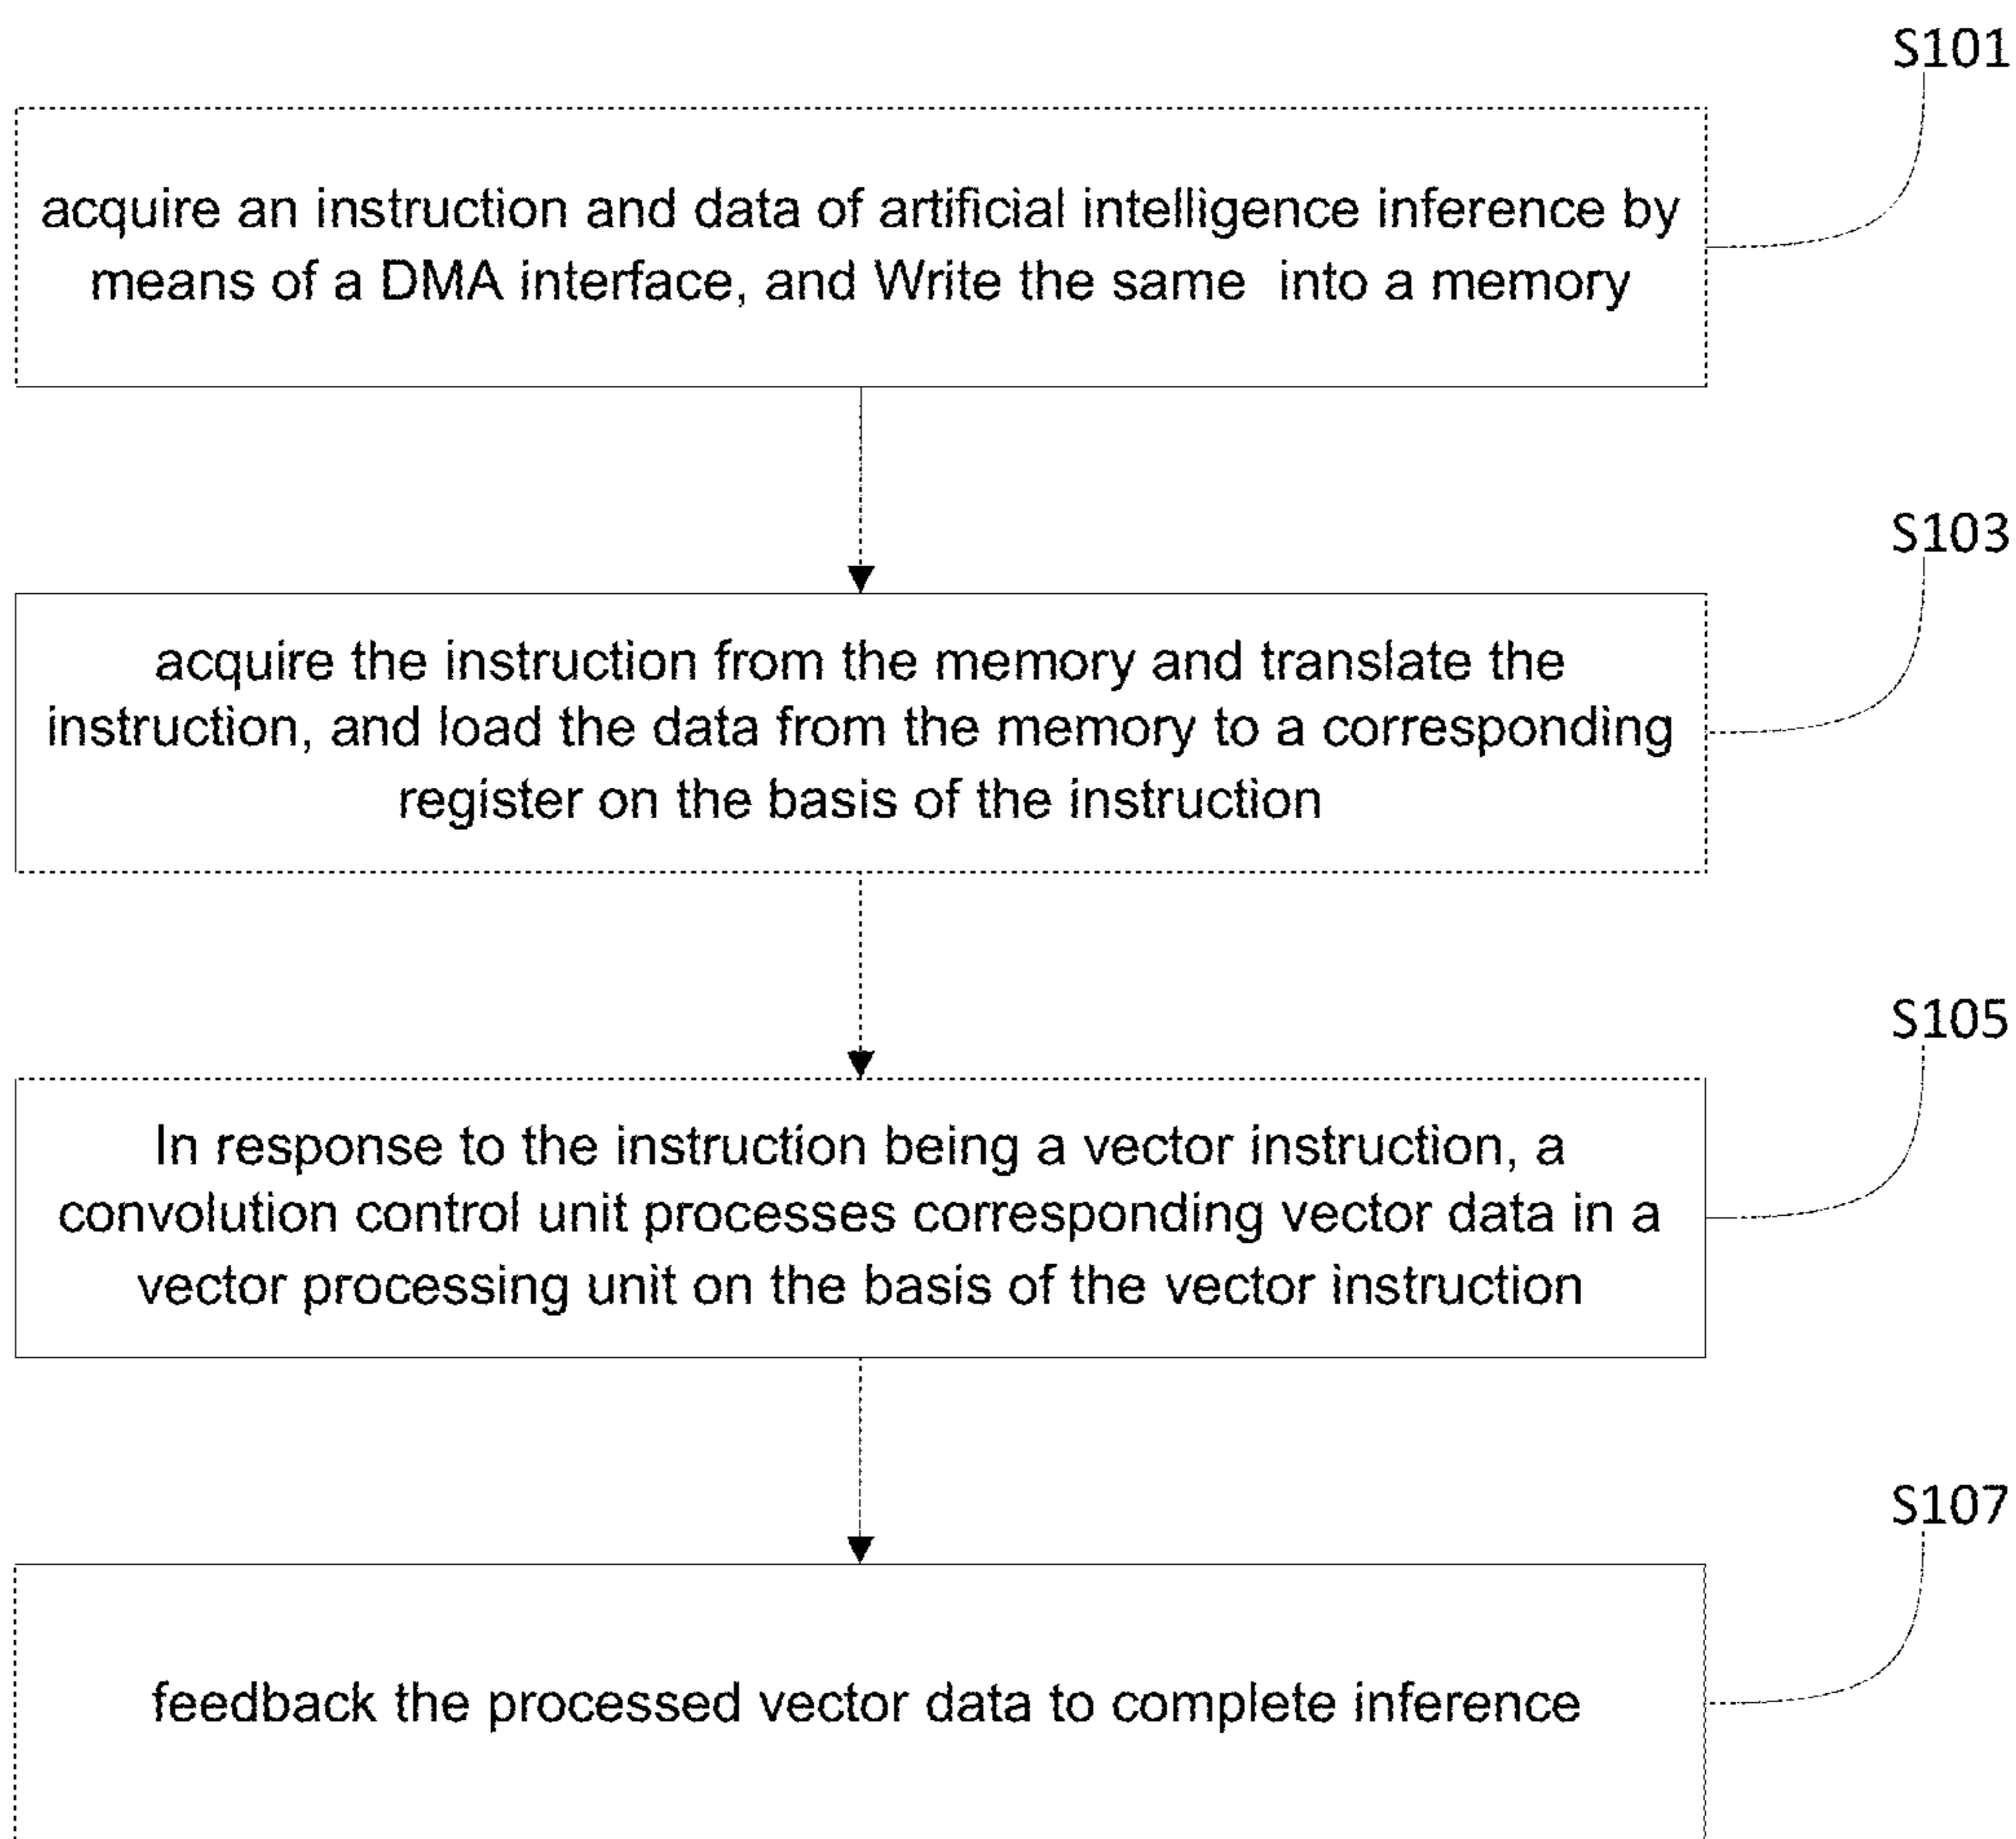 S101
acquire an instruction and data of artificial intelligence inference by
means of a DMA interface, and Write the same into a memory
S103
acquire the instruction from the memory and translate the
instruction, and load the data from the memory to a corresponding
register on the basis of the instruction
S105
In response to the instruction being a vector instruction, a
convolution control unit processes corresponding vector data in a
vector processing unit on the basis of the vector instruction
S107
feedback the processed vector data to complete inference